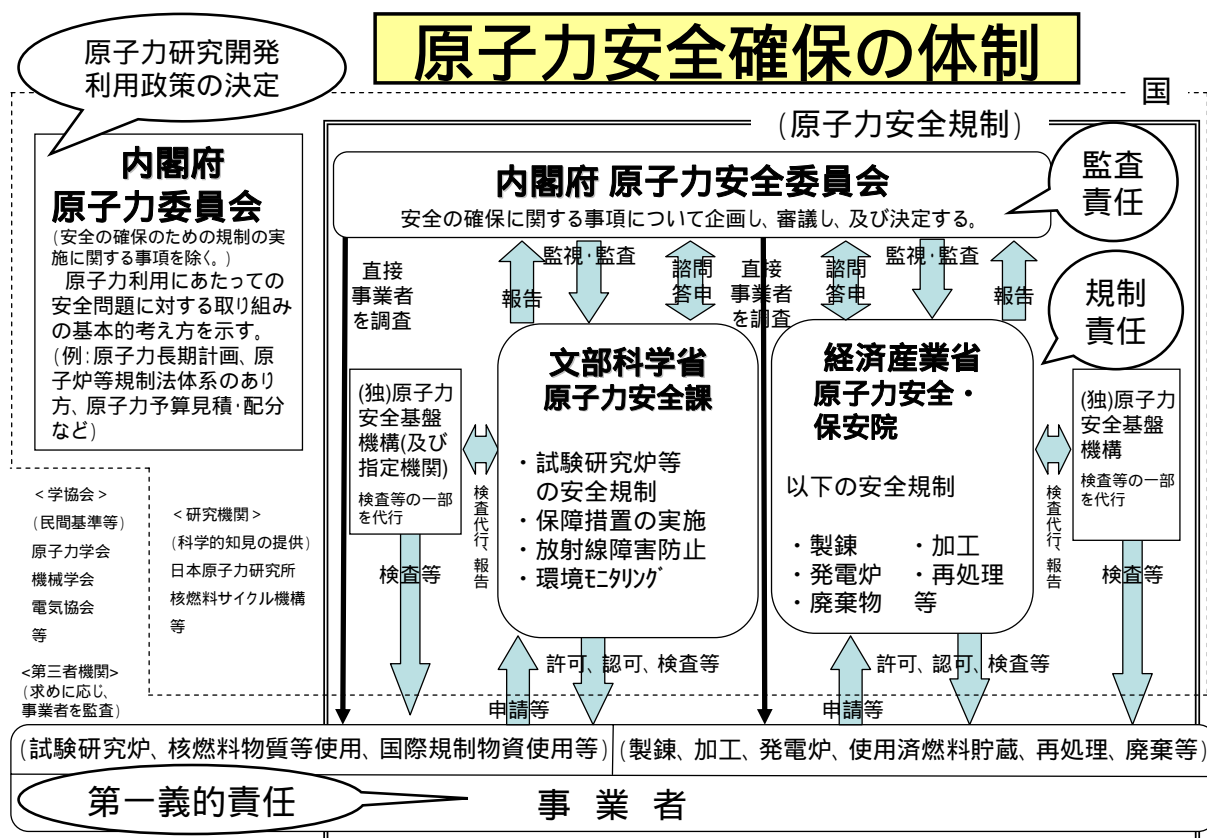 原子力安全確保の体制
原子力研究開発
利用政策の決定
国
(原子力安全規制)
内閣府
原子力委員会
(安全の確保のための規制の実
施に関する事項を除く。)
原子力利用にあたっての
安全問題に対する取り組み
の基本的考え方を示す。
(例:原子力長期計画、原
子炉等規制法体系のあり
方、原子力予算見積・配分
など)
内閣府 原子力安全委員会
安全の確保に関する事項について企画し、審議し、及び決定する。
監査
責任
直接
事業者
を調査
報告
監視・監査
諮問
答申
直接
事業者
を調査
諮問
答申
監視・監査
報告
規制
責任
(独)原子力
安全基盤
機構(及び
指定機関)
検査等の一部
を代行
検査代行、報告
検査等
文部科学省
原子力安全課
・試験研究炉等
の安全規制
・保障措置の実施
・放射線障害防止
・環境モニタリング
経済産業省
原子力安全・
保安院
以下の安全規制
・製錬 ・加工
・発電炉 ・再処理
・廃棄物 等
(独)原子力
安全基盤
機構
検査等の一部
を代行
検査代行、報告
検査等
<学協会>
(民間基準等)
原子力学会
機械学会
電気協会
等
<研究機関>
(科学的知見の提供)
日本原子力研究所
核燃料サイクル機構
等
<第三者機関>
(求めに応じ、
事業者を監査)
許可、認可、検査等
申請等
許可、認可、検査等
申請等
(試験研究炉、核燃料物質等使用、国際規制物資使用等)
(製錬、加工、発電炉、使用済燃料貯蔵、再処理、廃棄等)
第一義的責任
事 業 者